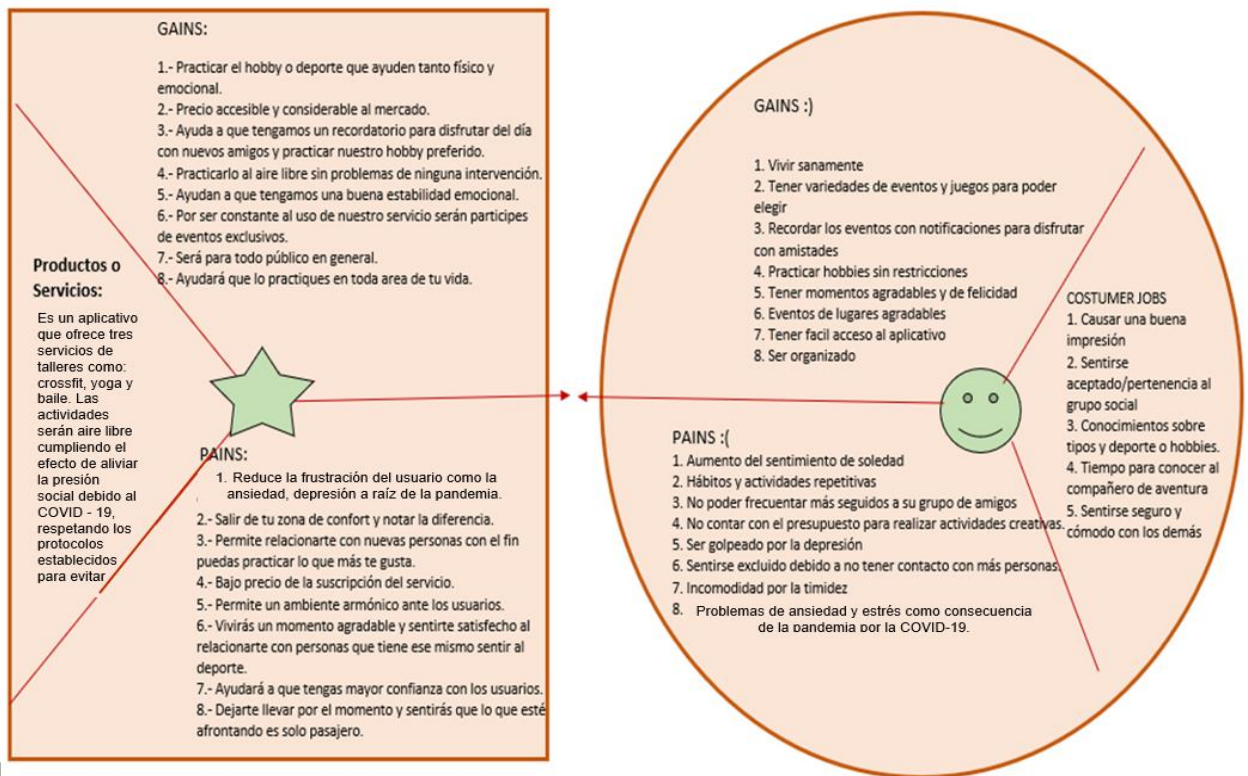 GAINS:
1.- Practicar el hobby o deporte que ayuden tanto físico y
emocional.
2.- Precio accesible y considerable al mercado.
3.- Ayuda a que tengamos un recordatorio para disfrutar del día
con nuevos amigos y practicar nuestro hobby preferido.
4.- Practicarlo al aire libre sin problemas de ninguna intervención.
5.- Ayudan a que tengamos una buena estabilidad emocional.
6.- Por ser constante al uso de nuestro servicio serán participes
de eventos exclusivos.
7.- Será para todo público en general.
8.- Ayudará que lo practiques en toda area de tu vida.
Productos o
Servicios:
Es un aplicativo
que ofrece tres
servicios de
talleres como:
crossfit, yoga y
baile. Las
actividades
serán aire libre
cumpliendo el
efecto de aliviar
la presión
social debido al
COVID - 19,
respetando los
protocolos
establecidos
para evitar
PAINS:
1. Reduce la frustración del usuario como la
ansiedad, depresión a raíz de la pandemia.
2.- Salir de tu zona de confort y notar la diferencia.
3.- Permite relacionarte con nuevas personas con el fin
puedas practicar lo que más te gusta.
4.- Bajo precio de la suscripción del servicio.
5.- Permite un ambiente armónico ante los usuarios.
6.- Vivirás un momento agradable y sentirte satisfecho al
relacionarte con personas que tiene ese mismo sentir al
deporte.
7.- Ayudará a que tengas mayor confianza con los usuarios.
8.- Dejarte llevar por el momento y sentirás que lo que esté
afrontando es solo pasajero.
GAINS :)
1. Vivir sanamente
2. Tener variedades de eventos y juegos para poder
elegir
3. Recordar los eventos con notificaciones para disfrutar
con amistades
4. Practicar hobbies sin restricciones
5. Tener momentos agradables y de felicidad
6. Eventos de lugares agradables
7. Tener facil acceso al aplicativo
8. Ser organizado
COSTUMER JOBS
1. Causar una buena
impresión
2. Sentirse
aceptado/pertenencia al
grupo social
3. Conocimientos sobre
tipos y deporte o hobbies.
4. Tiempo para conocer al
compañero de aventura
5. Sentirse seguro y
cómodo con los demás
PAINS :(
1. Aumento del sentimiento de soledad
2. Hábitos y actividades repetitivas
3. No poder frecuentar más seguidos a su grupo de amigos
4. No contar con el presupuesto para realizar actividades creativas.
5. Ser golpeado por la depresión
6. Sentirse excluido debido a no tener contacto con más personas
7. Incomodidad por la timidez
8. Problemas de ansiedad y estrés como consecuencia
de la pandemia por la COVID-19.